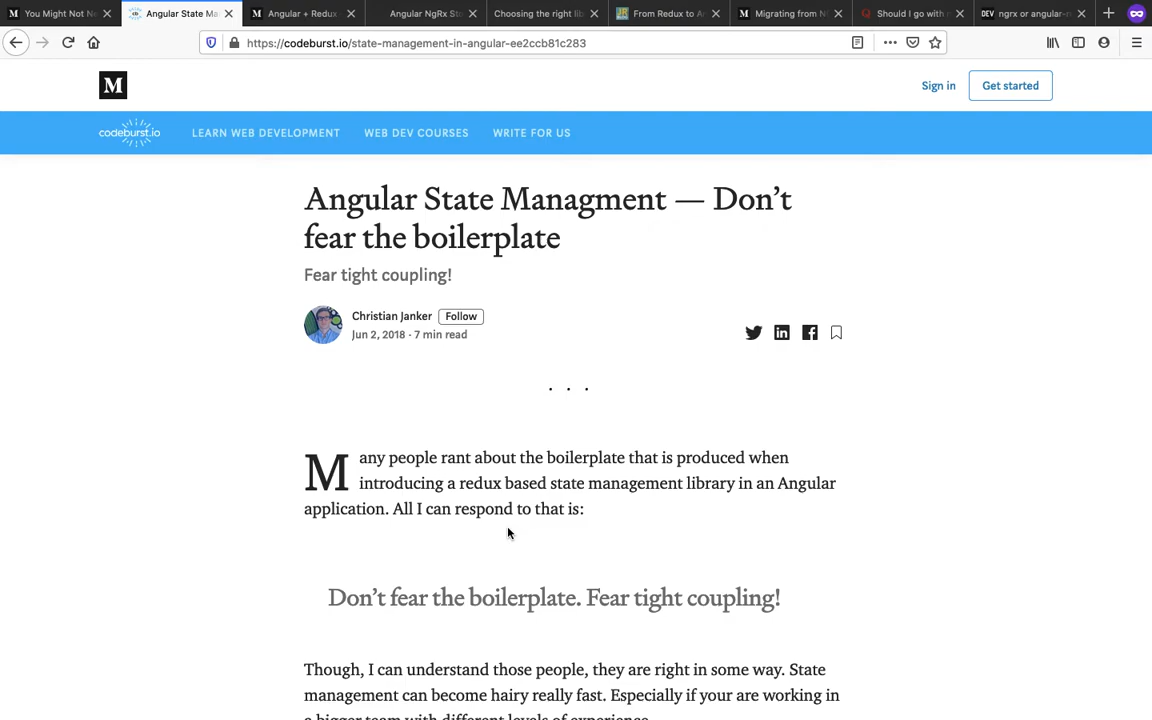 You Might Not Ne
Angular State Ma
Angular + Redux
Angular NgRx Sto
Choosing the right lib
From Redux to An
Migrating from N
Should I go with n
DEV ngrx or angular-r
https://codeburst.io/state-management-in-angular-ee2ccb81c283
M
Sign in
Get started
codeburst.io
LEARN WEB DEVELOPMENT
WEB DEV COURSES
WRITE FOR US
Angular State Managment — Don't
fear the boilerplate
Fear tight coupling!
Christian Janker
Follow
Jun 2, 2018 · 7 min read
. . .
Many people rant about the boilerplate that is produced when
introducing a redux based state management library in an Angular
application. All I can respond to that is:
Don't fear the boilerplate. Fear tight coupling!
Though, I can understand those people, they are right in some way. State
management can become hairy really fast. Especially if your are working in
a bigger team with different levels of experience.